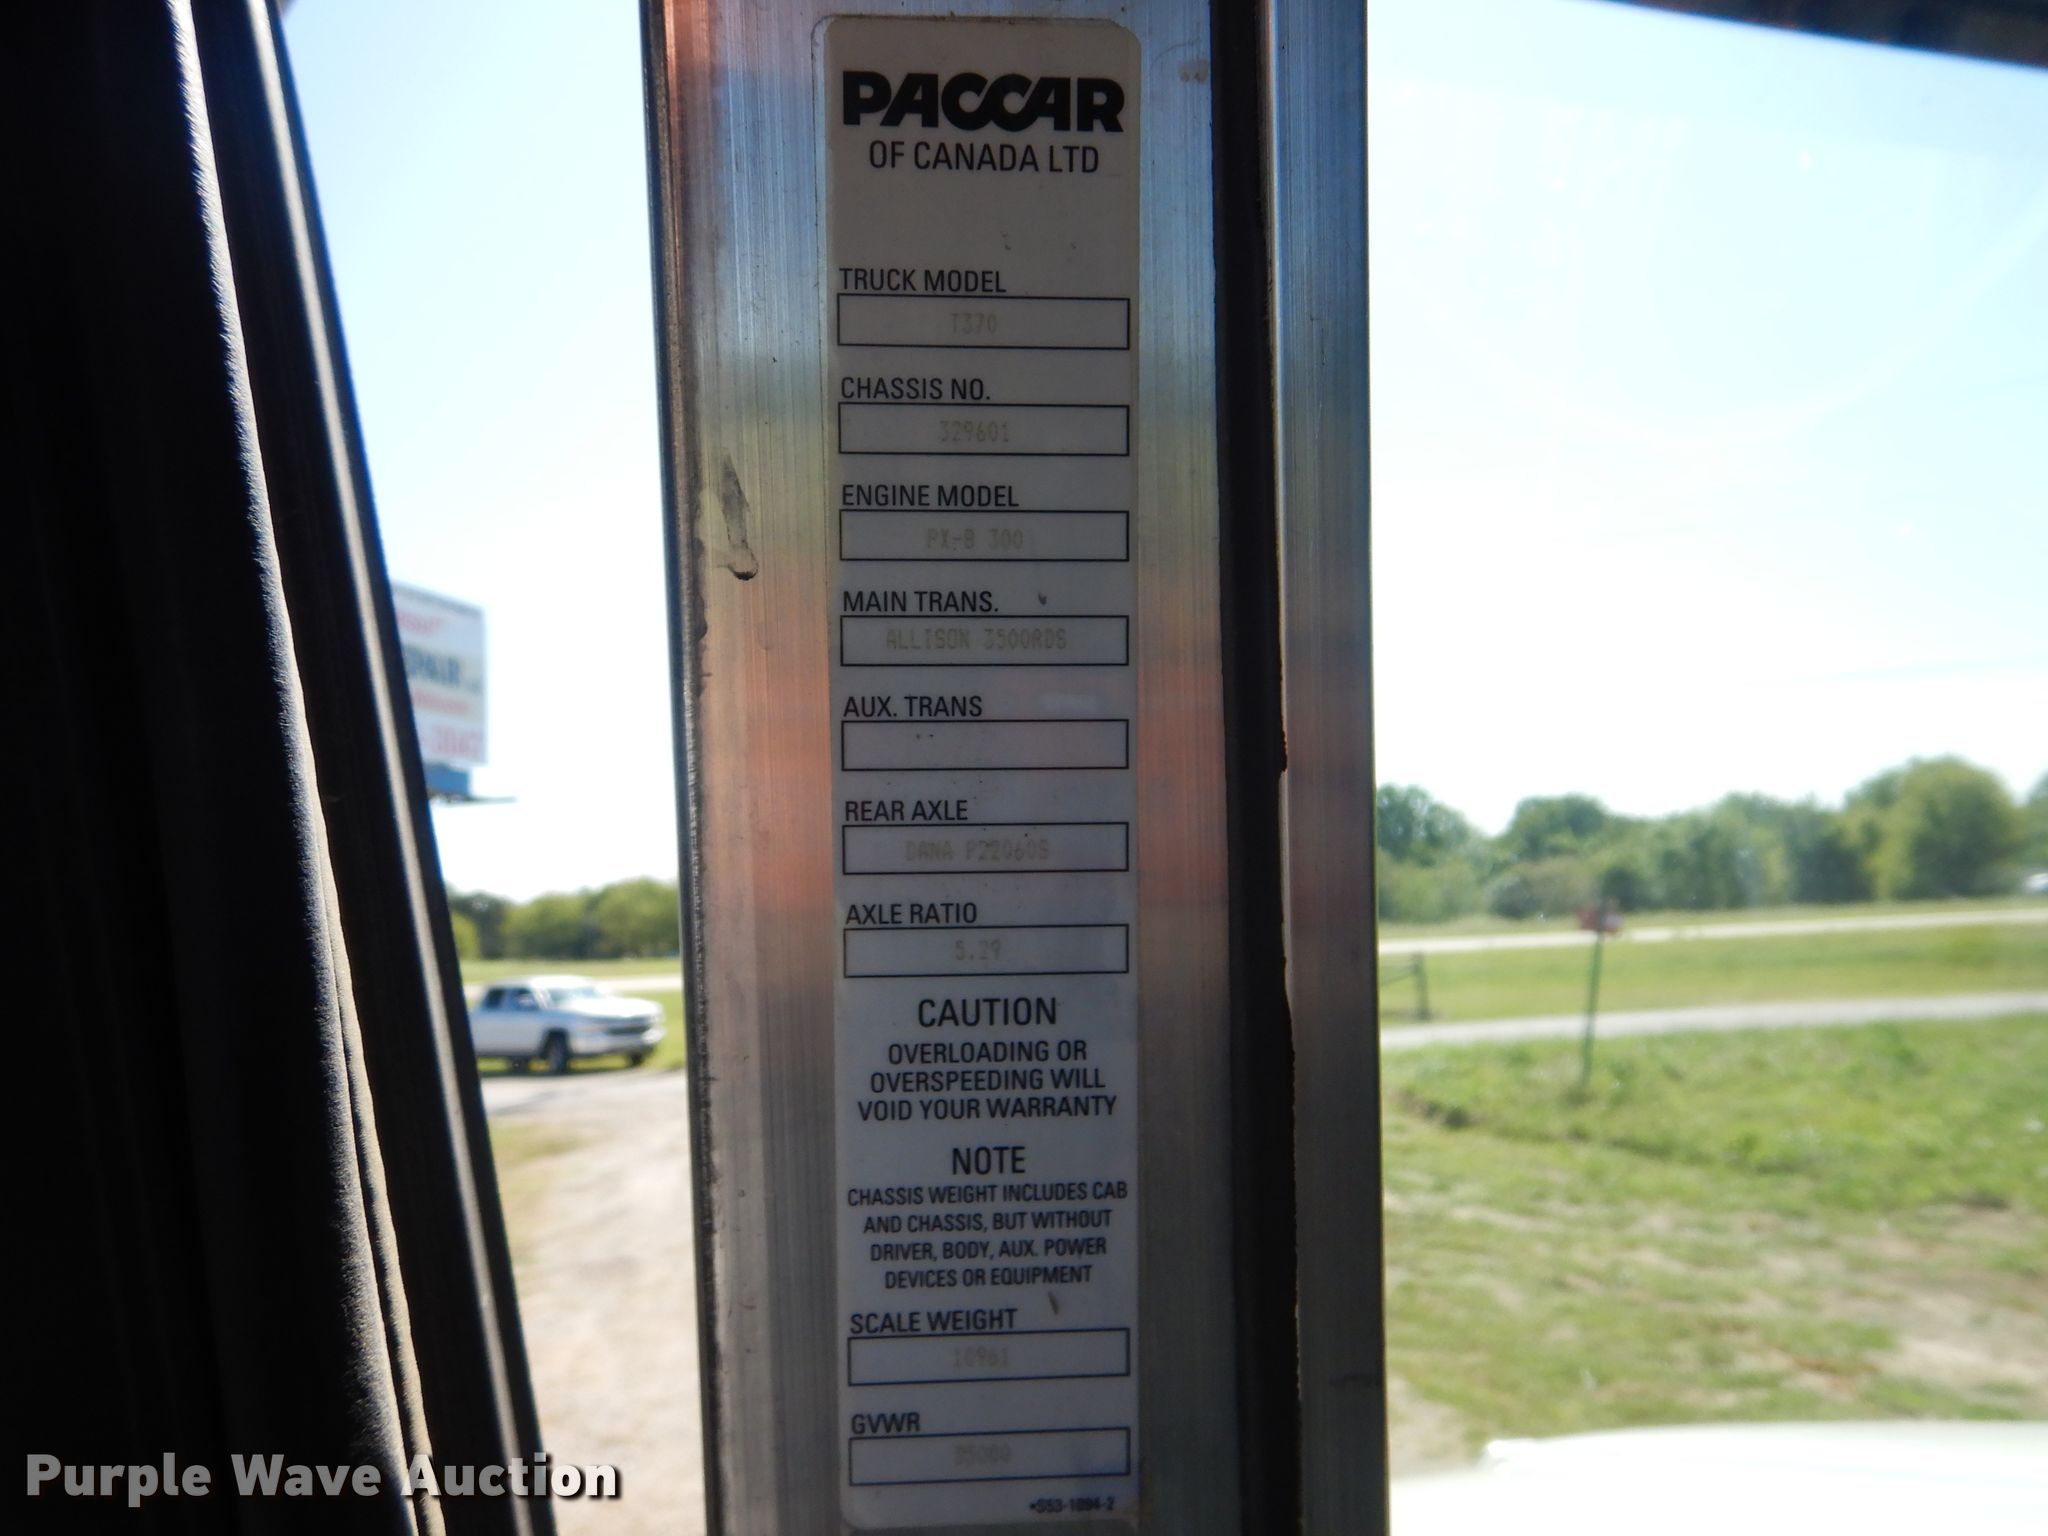 PACCAR
OF CANADA LTD
TRUCK MODEL
T370
CHASSIS NO.
329601
ENGINE MODEL
PX-8 300
MAIN TRANS.
ALLISON 3500RDS
AUX. TRANS
REAR AXLE
DANA P22060S
AXLE RATIO
5.29
CAUTION
OVERLOADING OR
OVERSPEEDING WILL
VOID YOUR WARRANTY
NOTE
CHASSIS WEIGHT INCLUDES CAB
AND CHASSIS, BUT WITHOUT
DRIVER, BODY, AUX. POWER
DEVICES OR EQUIPMENT
SCALE WEIGHT
10961
GVWR
*S53-1094-2
Purple Wave Auction